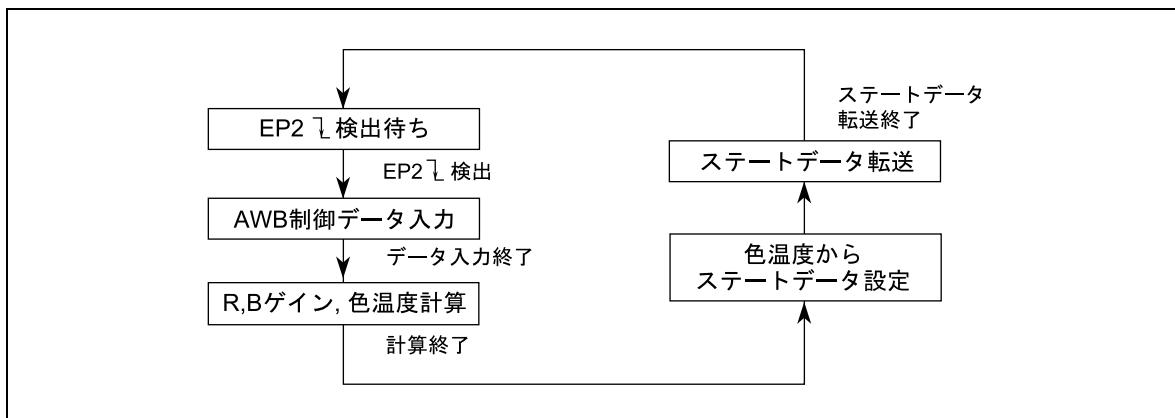 EP2 検出待ち
EP2 検出
AWB制御データ入力
データ入力終了
R,Bゲイン, 色温度計算
計算終了
色温度から
ステートデータ設定
ステートデータ転送
ステートデータ
転送終了